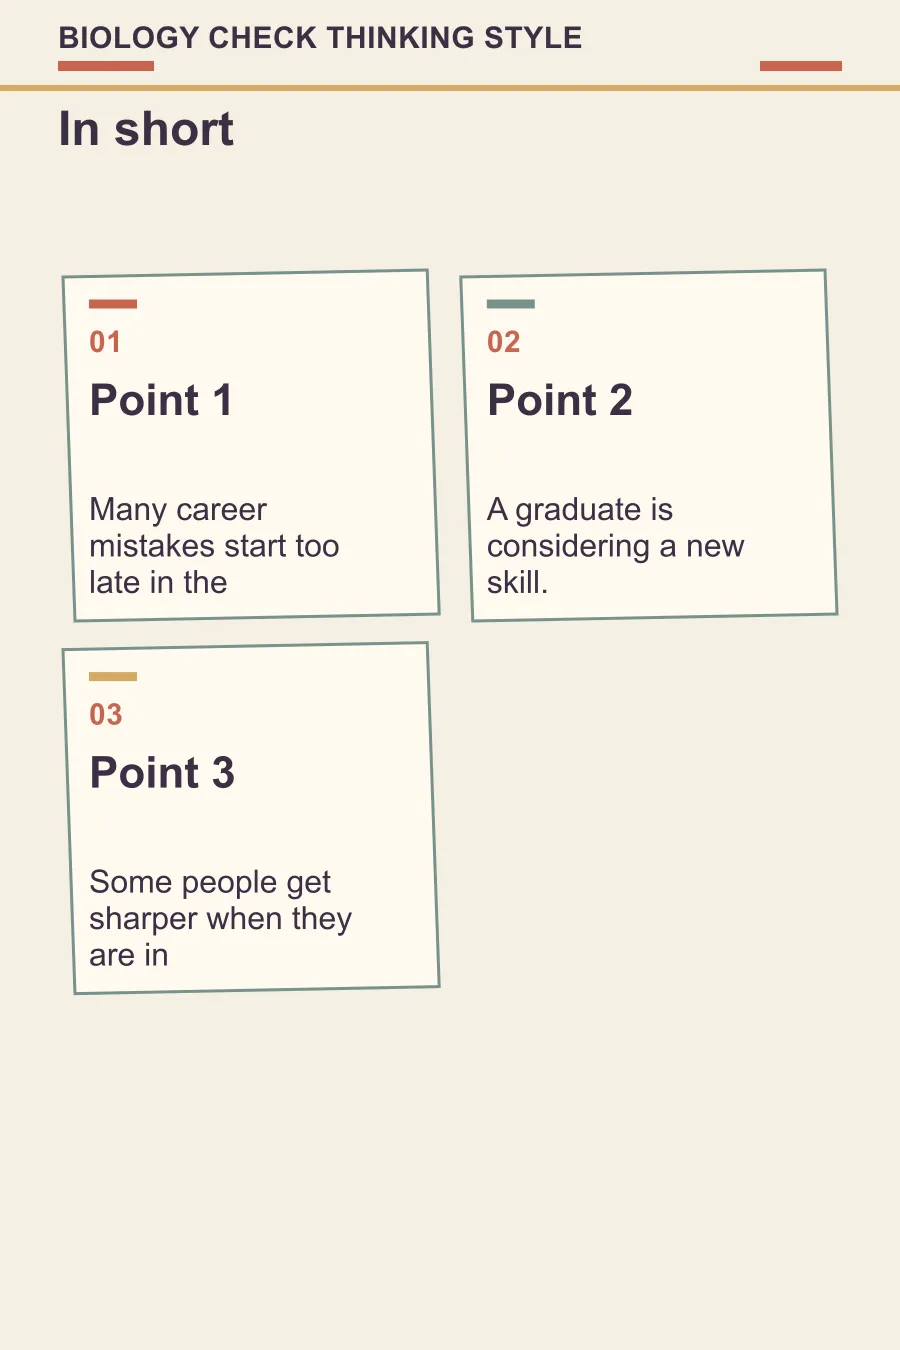 BIOLOGY CHECK THINKING STYLE
In short
01
Point 1
Many career
mistakes start too
late in the
02
Point 2
A graduate is
considering a new
skill.
03
Point 3
Some people get
sharper when they
are in